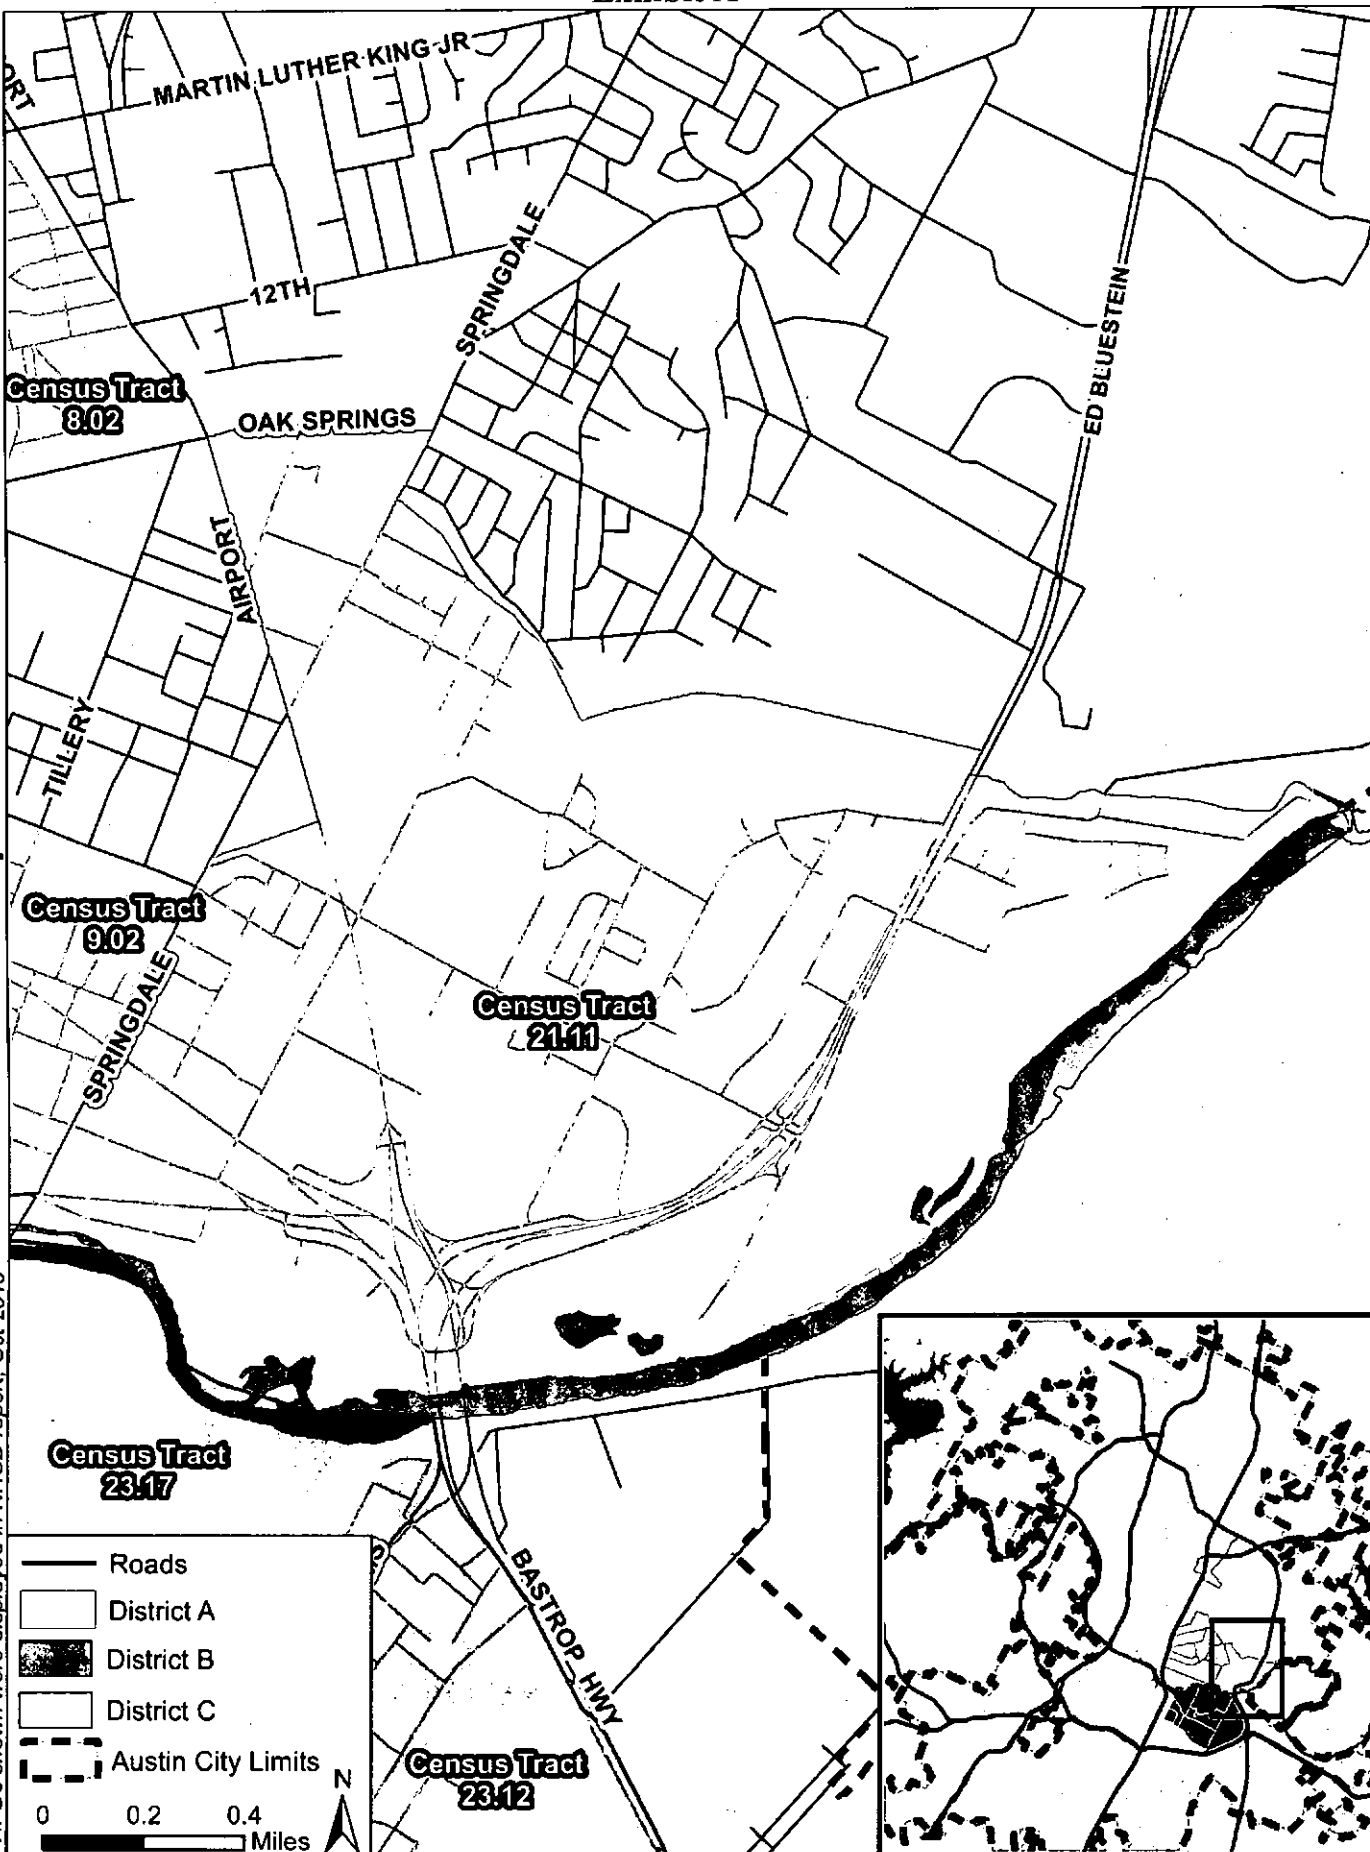 MARTIN LUTHER KING JR
12TH
SPRINGDALE
ED BLUESTEIN
Census Tract
8.02
OAK SPRINGS
AIRPORT
TILLERY
Census Tract
9.02
SPRINGDALE
Census Tract
21.11
Census Tract
23.17
BASTROP HWY
Census Tract
23.12
Roads
District A
District B
District C
Austin City Limits
N
0 0.2 0.4
Miles